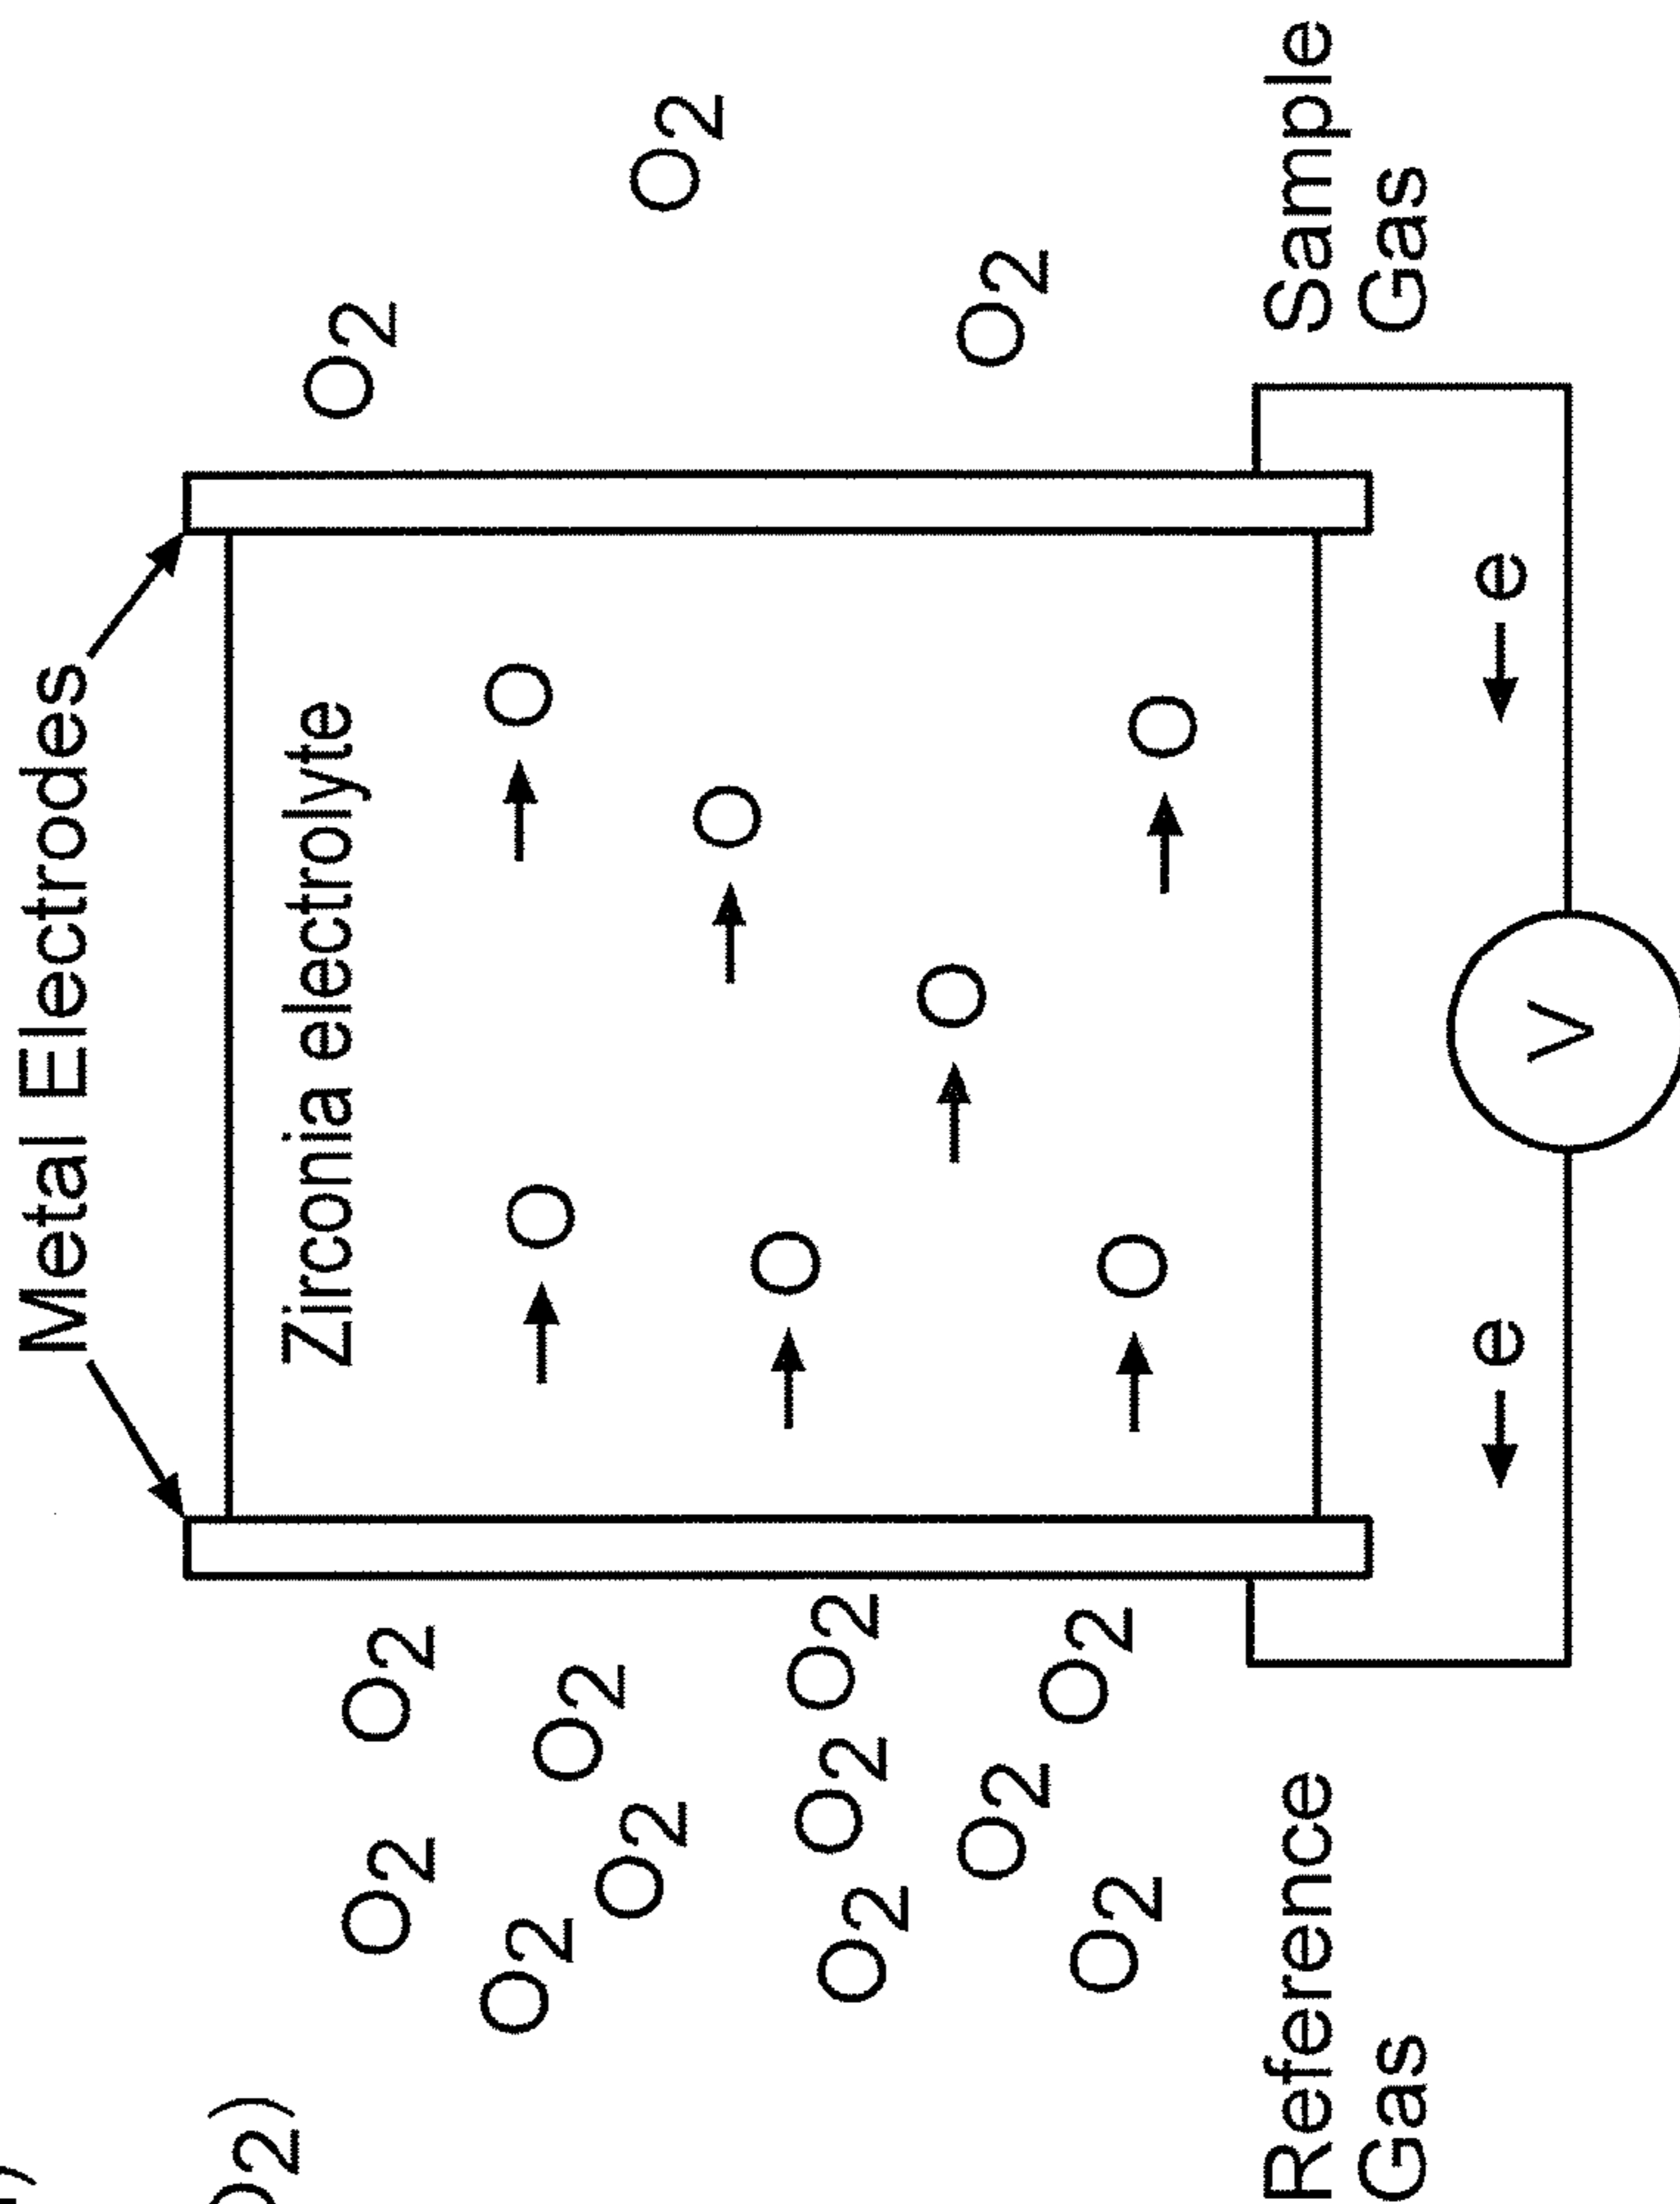 Metal Electrodes
O2)
Zirconia electrolyte
O2
O2 O2
O2 O O
O2
O2 O2
O
O2 O2 O2 O
O
O2 O2
O2 O2 O O
Reference
Gas
Sample
Gas
e e
V